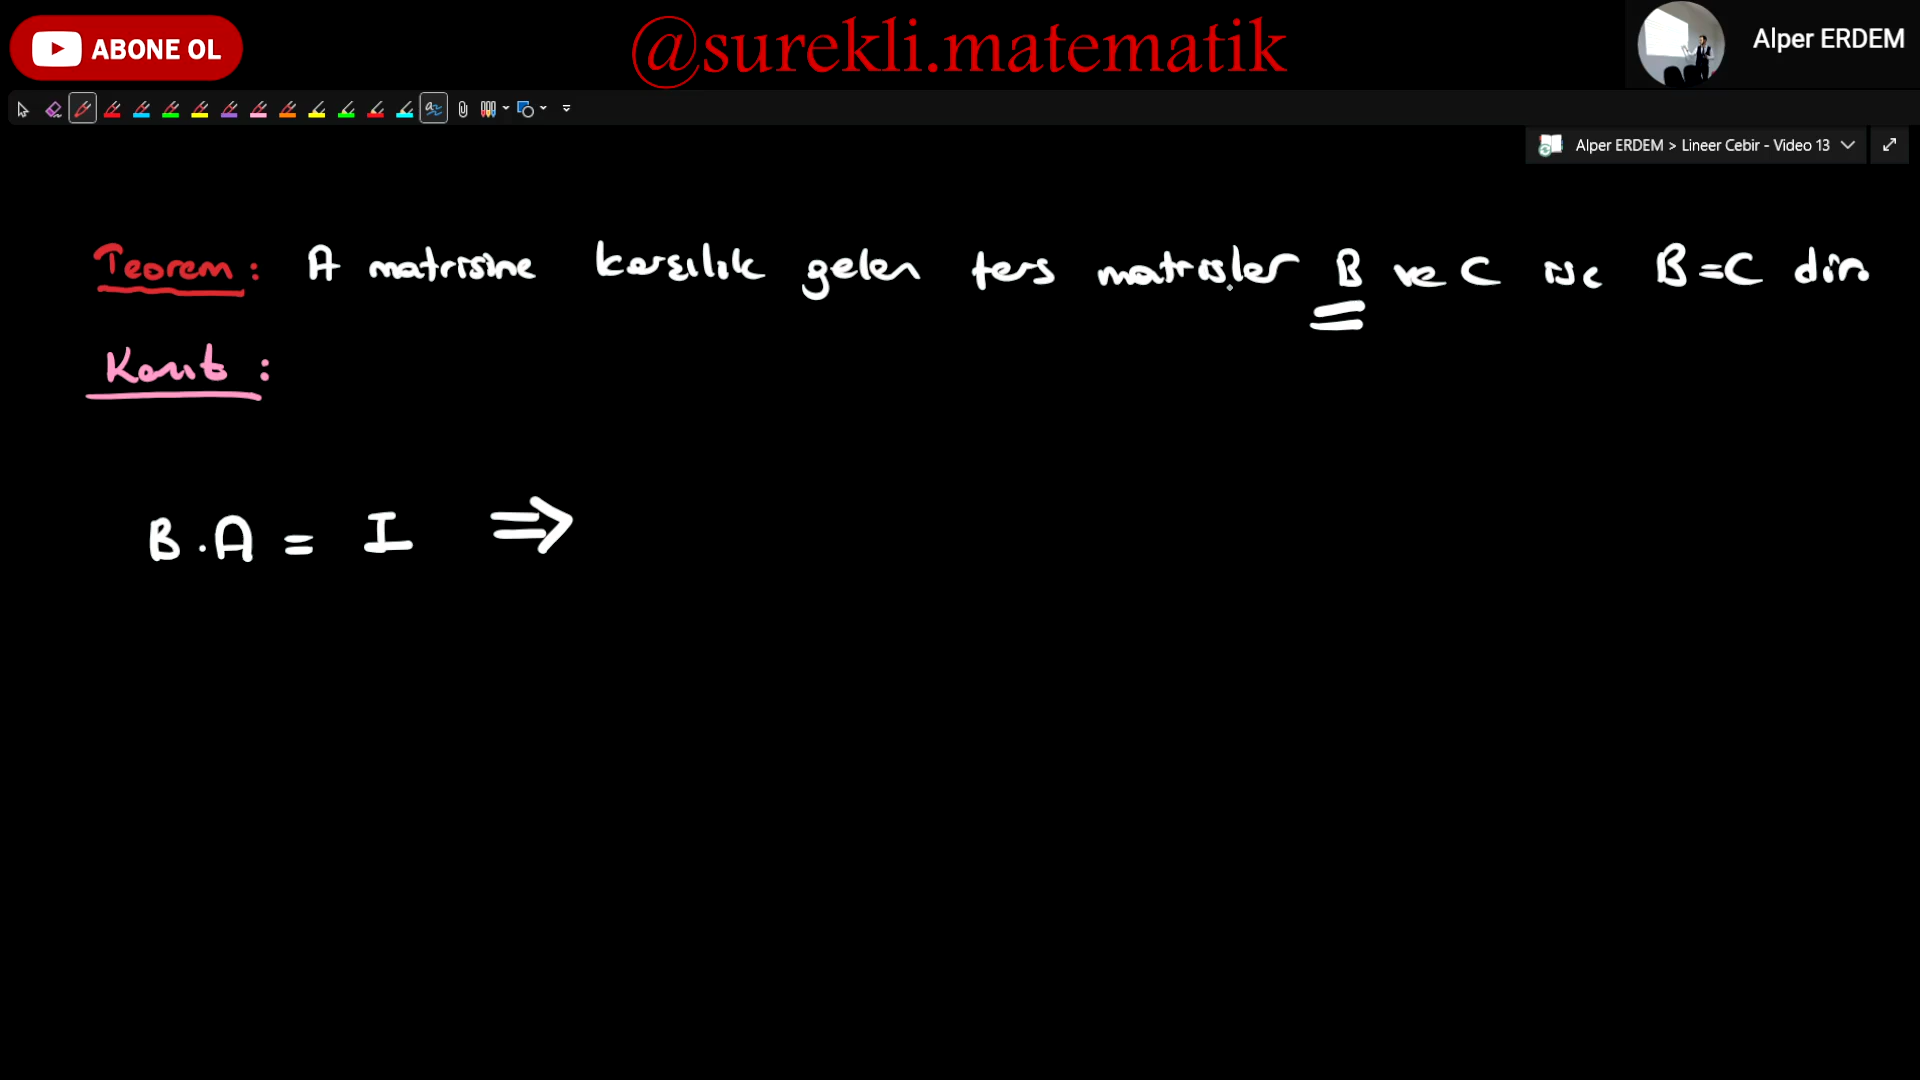 ABONE OL
@surekli.matematik
Alper ERDEM
Alper ERDEM > Lineer Cebir - Video 13
Teorem: A matrisine karşılık gelen ters matrisler B ve C ise B=C dir.
Kanıt:
B.A = I ⇒